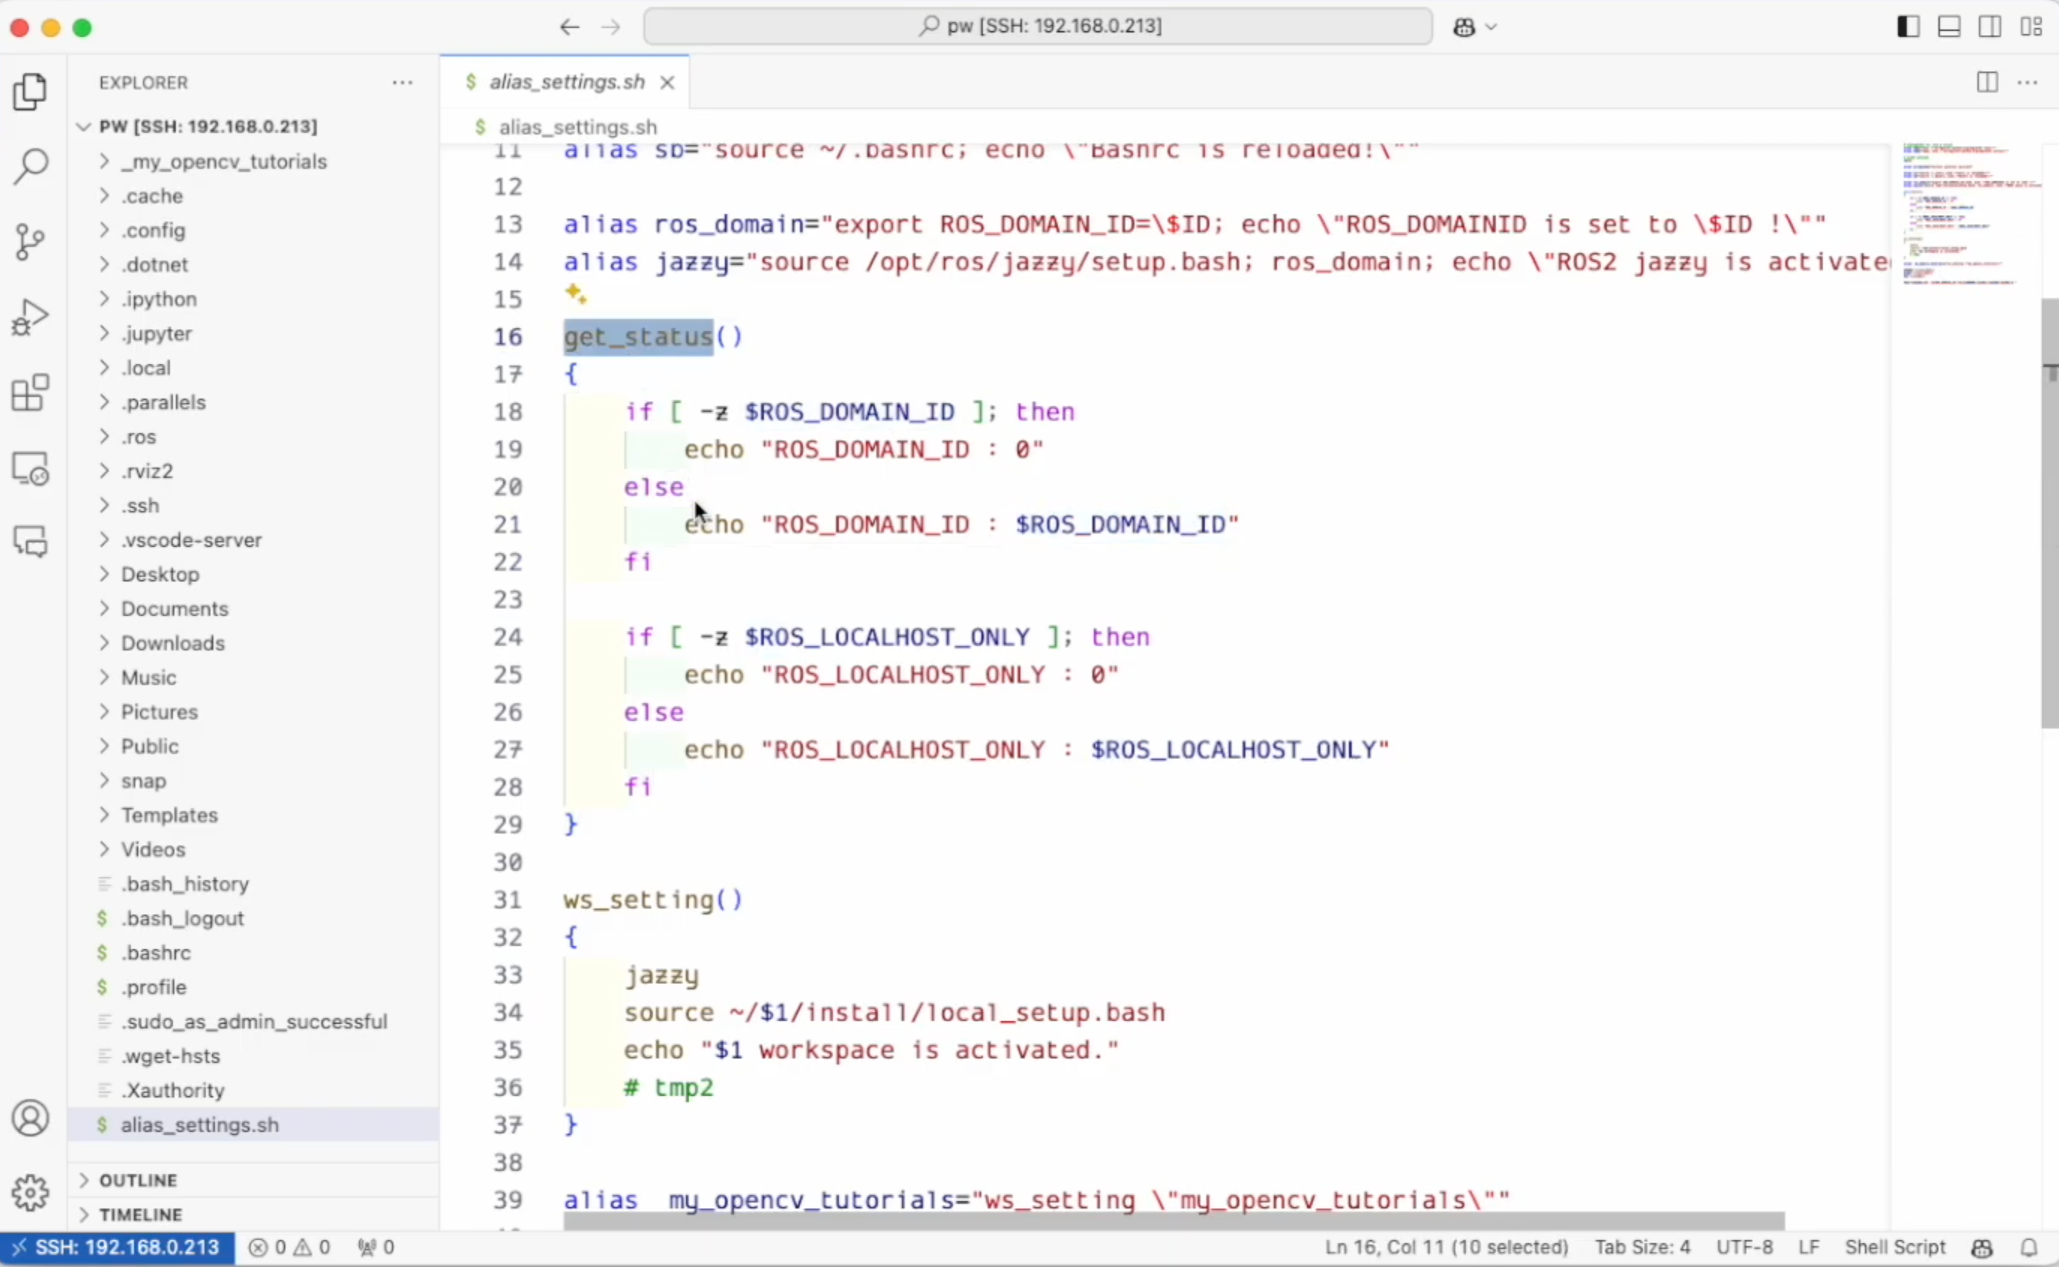 pw [SSH: 192.168.0.213]
EXPLORER
PW [SSH: 192.168.0.213]
_my_opencv_tutorials
.cache
.config
.dotnet
.ipython
.jupyter
.local
.parallels
.ros
.rviz2
.ssh
.vscode-server
Desktop
Documents
Downloads
Music
Pictures
Public
snap
Templates
Videos
.bash_history
$ .bash_logout
$ .bashrc
$ .profile
.sudo_as_admin_successful
.wget-hsts
.Xauthority
$ alias_settings.sh
OUTLINE
TIMELINE
$ alias_settings.sh
$ alias_settings.sh
11 alias sb="source ~/.bashrc; echo \"Bashrc is reloaded!\""
12
13 alias ros_domain="export ROS_DOMAIN_ID=\$ID; echo \"ROS_DOMAINID is set to \$ID !\""
14 alias jazzy="source /opt/ros/jazzy/setup.bash; ros_domain; echo \"ROS2 jazzy is activate
15
16 get_status()
17 {
18 if [ -z $ROS_DOMAIN_ID ]; then
19 echo "ROS_DOMAIN_ID : 0"
20 else
21 echo "ROS_DOMAIN_ID : $ROS_DOMAIN_ID"
22 fi
23
24 if [ -z $ROS_LOCALHOST_ONLY ]; then
25 echo "ROS_LOCALHOST_ONLY : 0"
26 else
27 echo "ROS_LOCALHOST_ONLY : $ROS_LOCALHOST_ONLY"
28 fi
29 }
30
31 ws_setting()
32 {
33 jazzy
34 source ~/$1/install/local_setup.bash
35 echo "$1 workspace is activated."
36 # tmp2
37 }
38
39 alias my_opencv_tutorials="ws_setting \"my_opencv_tutorials\""
SSH: 192.168.0.213 0 0 0 Ln 16, Col 11 (10 selected) Tab Size: 4 UTF-8 LF Shell Script